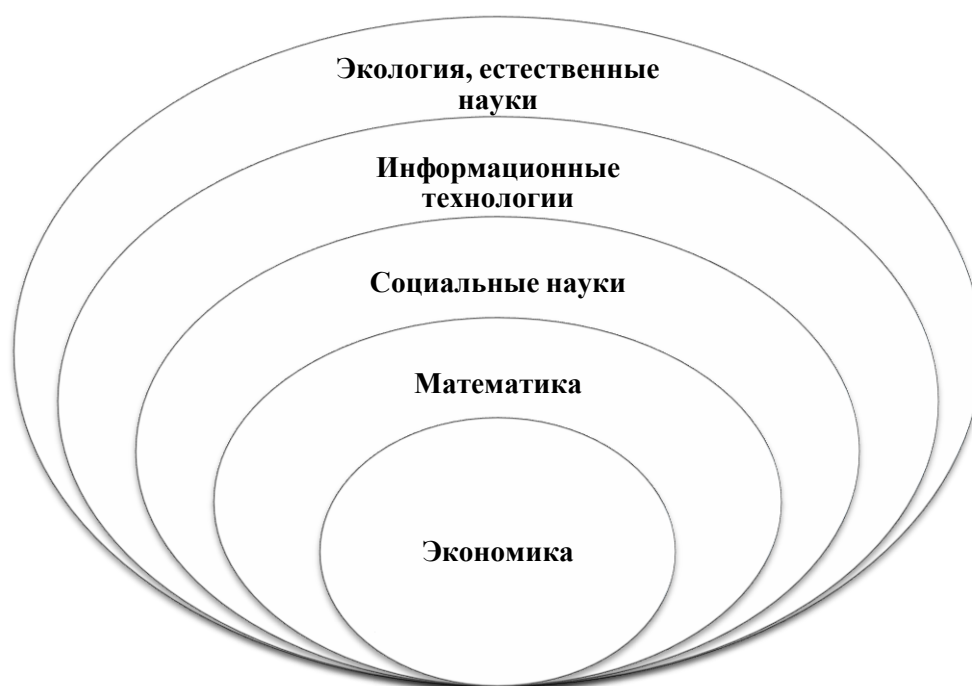 Экология, естественные
науки
Информационные
технологии
Социальные науки
Математика
Экономика